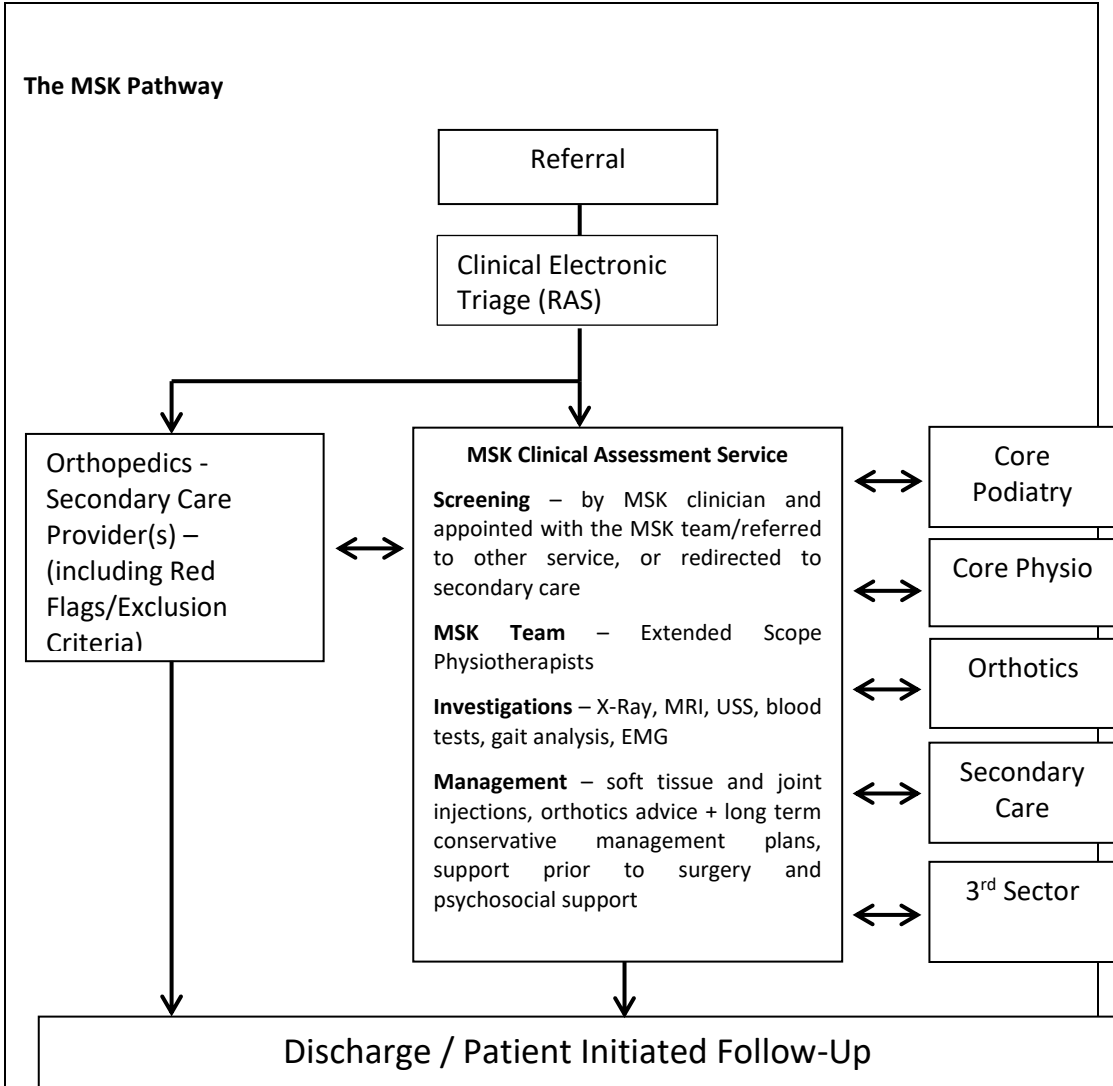 The MSK Pathway
Referral
Clinical Electronic
Triage (RAS)
Orthopedics -
Secondary Care
Provider(s) –
(including Red
Flags/Exclusion
Criteria)
MSK Clinical Assessment Service
Screening – by MSK clinician and
appointed with the MSK team/referred
to other service, or redirected to
secondary care
MSK Team – Extended Scope
Physiotherapists
Investigations – X-Ray, MRI, USS, blood
tests, gait analysis, EMG
Management – soft tissue and joint
injections, orthotics advice + long term
conservative management plans,
support prior to surgery and
psychosocial support
Core
Podiatry
Core Physio
Orthotics
Secondary
Care
3rd Sector
Discharge / Patient Initiated Follow-Up